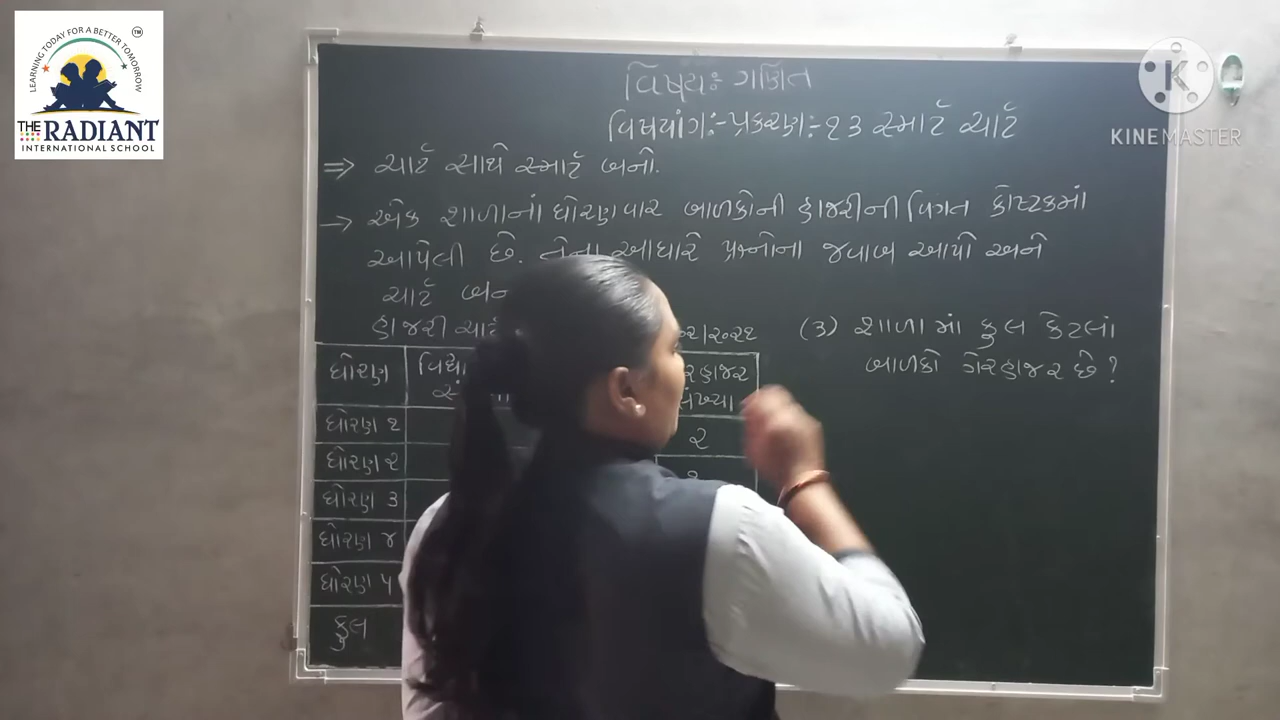 LEARNING TODAY FOR A BETTER TOMORROW
TM
THE RADIANT
INTERNATIONAL SCHOOL
K
KINEMASTER
વિષય:- ગણિત
વિષયાંગ:- પ્રકરણ:- ૧૩ સ્માર્ટ ચાર્ટ
⇒ ચાર્ટ સાથે સ્માર્ટ બનો.
→ એક શાળાનાં ધોરણવાર બાળકોની હાજરીની વિગત કોષ્ટકમાં
આપેલી છે. તેના આધારે પ્રશ્નોના જવાબ આપો અને
ચાર્ટ
હાજરી ચાર્ટ
(૩) શાળામાં કુલ કેટલાં
બાળકો ગેરહાજર છે?
ધોરણ
સંખ્યા
ધોરણ ૧
૨
ધોરણ ૨
ધોરણ ૩
ધોરણ ૪
ધોરણ ૫
કુલ